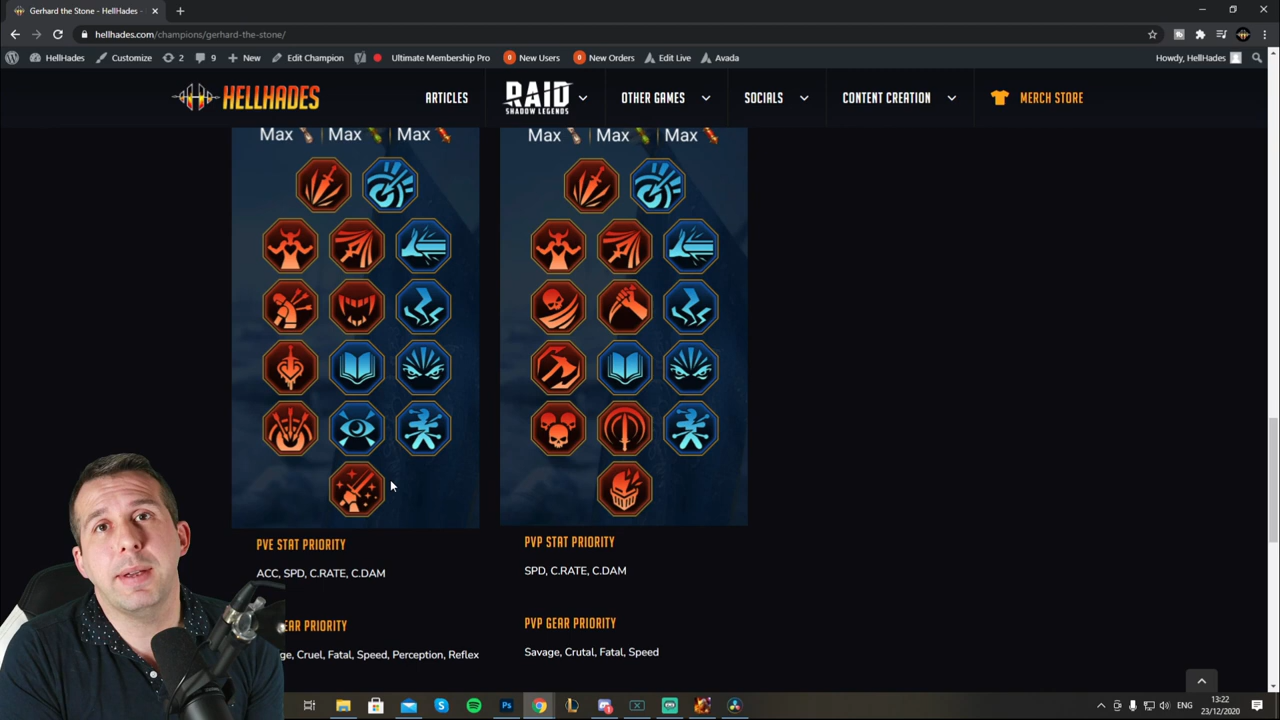 Gerhard the Stone - HellHades -
hellhades.com/champions/gerhard-the-stone/
HellHades Customize 2 9 New Edit Champion Ultimate Membership Pro 0 New Users 0 New Orders Edit Live Avada Howdy, HellHades
HELLHADES ARTICLES RAID SHADOW LEGENDS OTHER GAMES SOCIALS CONTENT CREATION MERCH STORE
Max Max Max
Max Max Max
PVE STAT PRIORITY
ACC, SPD, C.RATE, C.DAM
PVP STAT PRIORITY
SPD, C.RATE, C.DAM
EAR PRIORITY
ge, Cruel, Fatal, Speed, Perception, Reflex
PVP GEAR PRIORITY
Savage, Crutal, Fatal, Speed
ENG
13:22
23/12/2020